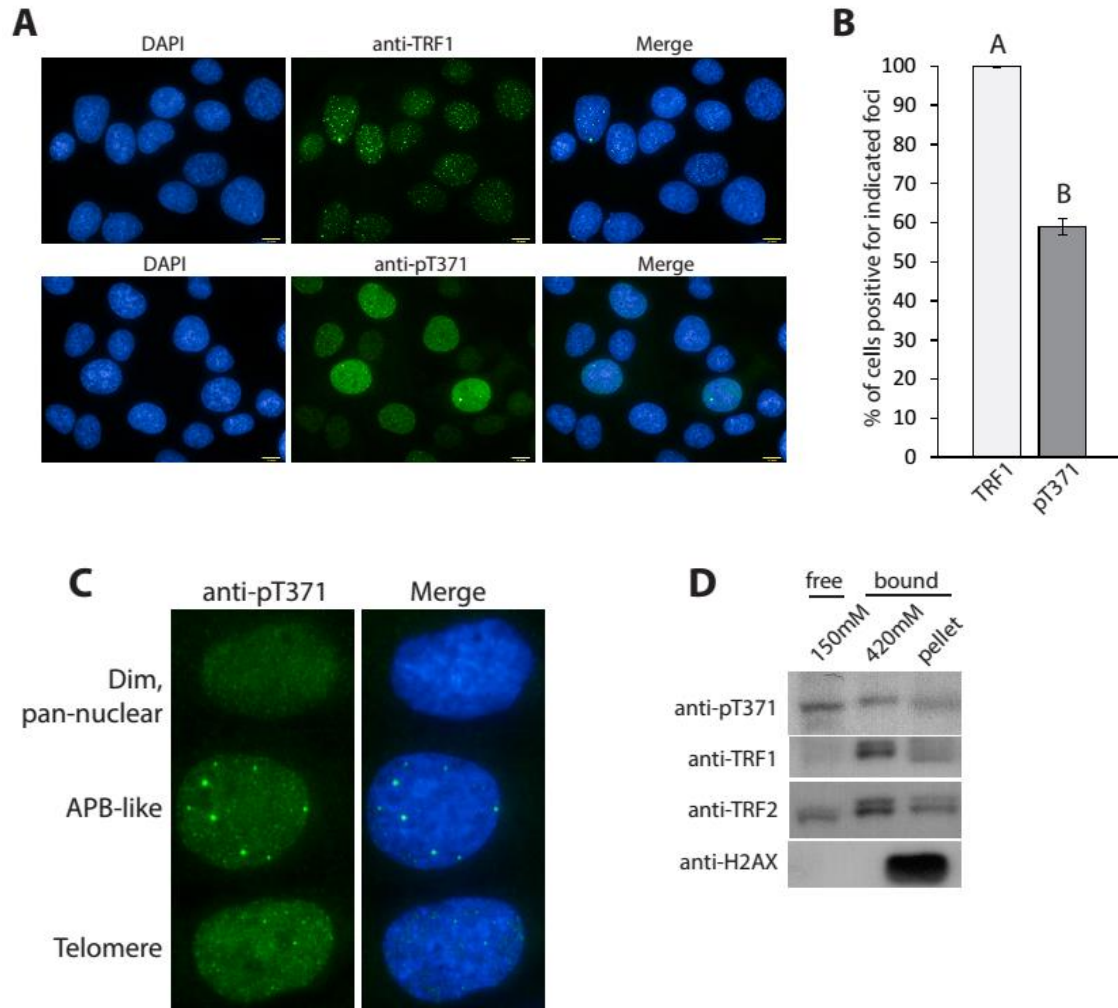 A
DAPI
anti-TRF1
Merge
DAPI
anti-pT371
Merge
B
A
B
% of cells positive for indicated foci
100
90
80
70
60
50
40
30
20
10
0
TRF1
pT371
C
anti-pT371
Merge
Dim,
pan-nuclear
APB-like
Telomere
D
free
bound
150mM
420mM
pellet
anti-pT371
anti-TRF1
anti-TRF2
anti-H2AX